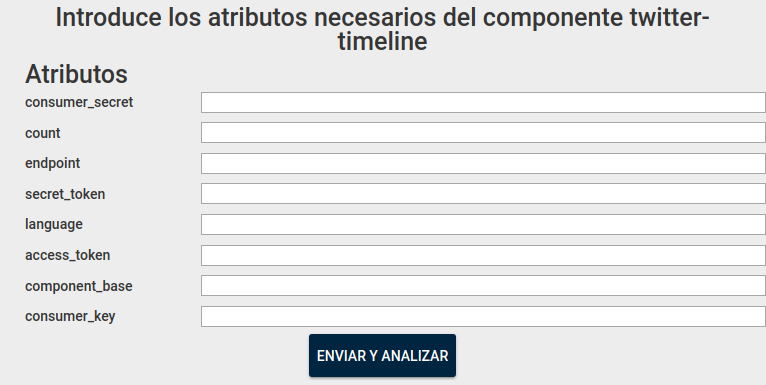 Introduce los atributos necesarios del componente twitter-
timeline
Atributos
consumer_secret
count
endpoint
secret_token
language
access_token
component_base
consumer_key
ENVIAR Y ANALIZAR